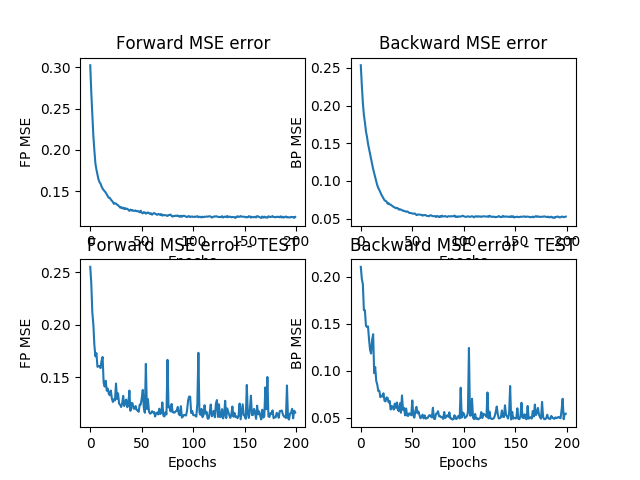 Forward MSE error
Backward MSE error
FP MSE
0.30
0.25
0.20
0.15
0 50 100 150 200
Epochs
BP MSE
0.25
0.20
0.15
0.10
0.05
0 50 100 150 200
Epochs
Forward MSE error - TEST
Backward MSE error - TEST
FP MSE
0.25
0.20
0.15
0 50 100 150 200
Epochs
BP MSE
0.20
0.15
0.10
0.05
0 50 100 150 200
Epochs